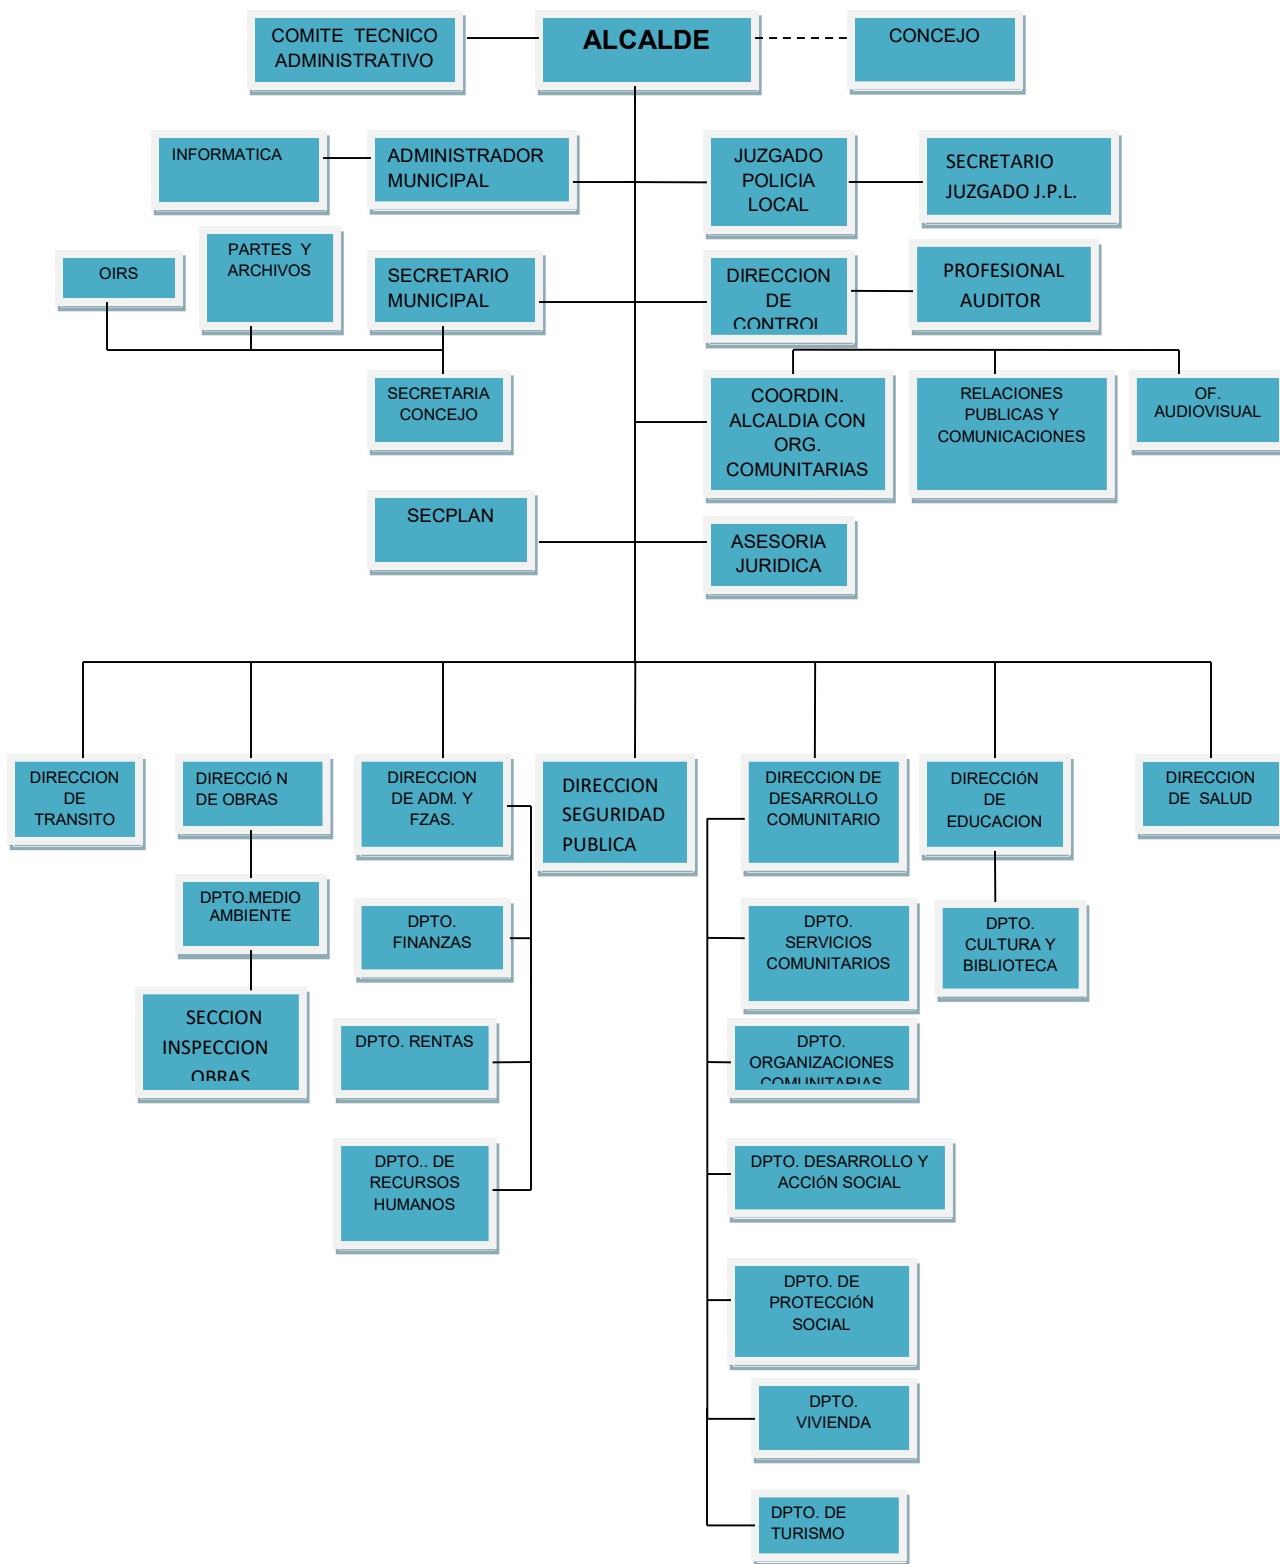 COMITE TECNICO
ADMINISTRATIVO
ALCALDE
CONCEJO
INFORMATICA
ADMINISTRADOR
MUNICIPAL
JUZGADO
POLICIA
LOCAL
SECRETARIO
JUZGADO J.P.L.
OIRS
PARTES Y
ARCHIVOS
SECRETARIO
MUNICIPAL
DIRECCION
DE
CONTROL
PROFESIONAL
AUDITOR
SECRETARIA
CONCEJO
COORDIN.
ALCALDIA CON
ORG.
COMUNITARIAS
RELACIONES
PUBLICAS Y
COMUNICACIONES
OF.
AUDIOVISUAL
SECPLAN
ASESORIA
JURIDICA
DIRECCION
DE
TRANSITO
DIRECCIÓ N
DE OBRAS
DIRECCION
DE ADM. Y
FZAS.
DIRECCION
SEGURIDAD
PUBLICA
DIRECCION DE
DESARROLLO
COMUNITARIO
DIRECCIÓN
DE
EDUCACION
DIRECCION
DE SALUD
DPTO.MEDIO
AMBIENTE
DPTO.
FINANZAS
DPTO.
SERVICIOS
COMUNITARIOS
DPTO.
CULTURA Y
BIBLIOTECA
SECCION
INSPECCION
OBRAS
DPTO. RENTAS
DPTO.
ORGANIZACIONES
COMUNITARIAS
DPTO.. DE
RECURSOS
HUMANOS
DPTO. DESARROLLO Y
ACCIÓN SOCIAL
DPTO. DE
PROTECCIÓN
SOCIAL
DPTO.
VIVIENDA
DPTO. DE
TURISMO